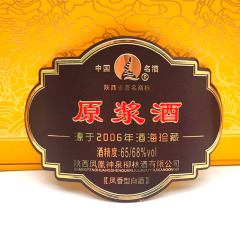 中国 名酒
®
陕西省著名商标
原浆酒
源于2006年酒海珍藏
酒精度:65/68%vol
陕西凤凰神泉柳林酒有限公司
[凤香型白酒]